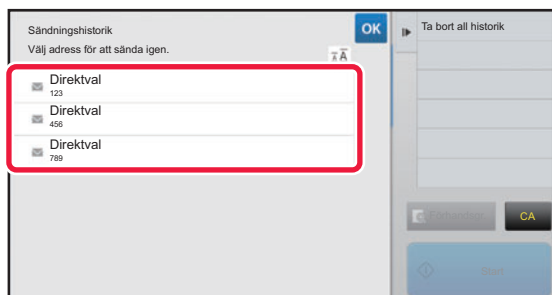 Sändningshistorik
Välj adress för att sända igen.
OK
A A
Direktval
123
Direktval
456
Direktval
789
Ta bort all historik
CA
Start